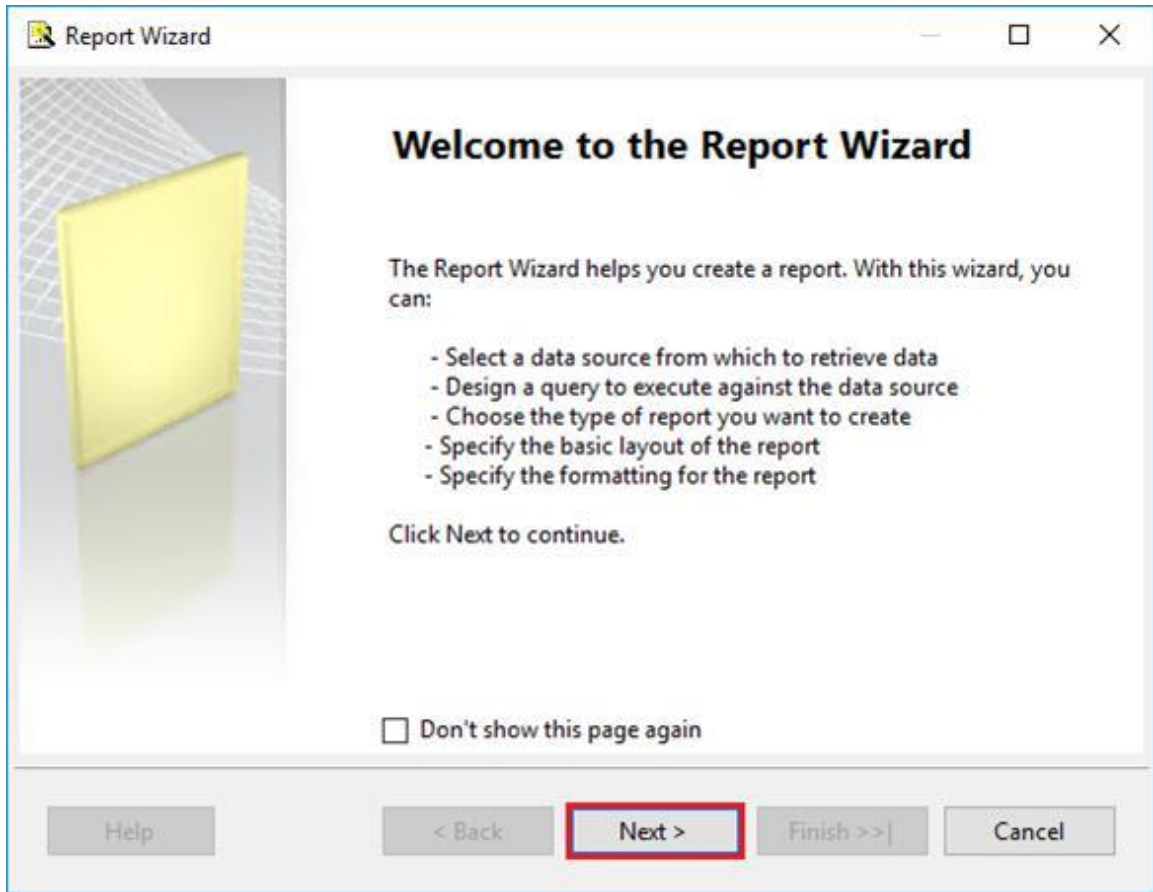 Report Wizard
Welcome to the Report Wizard
The Report Wizard helps you create a report. With this wizard, you
can:
- Select a data source from which to retrieve data
- Design a query to execute against the data source
- Choose the type of report you want to create
- Specify the basic layout of the report
- Specify the formatting for the report
Click Next to continue.
Don't show this page again
Help
< Back
Next >
Finish >>|
Cancel